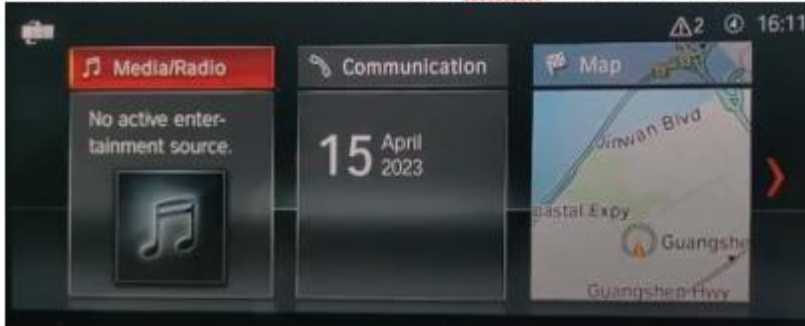 2
16:11
Media/Radio
No active enter-
tainment source.
Communication
15 April
2023
Map
Jinwan Blvd
oastal Expy
Guangshe
Guangshen Hwy